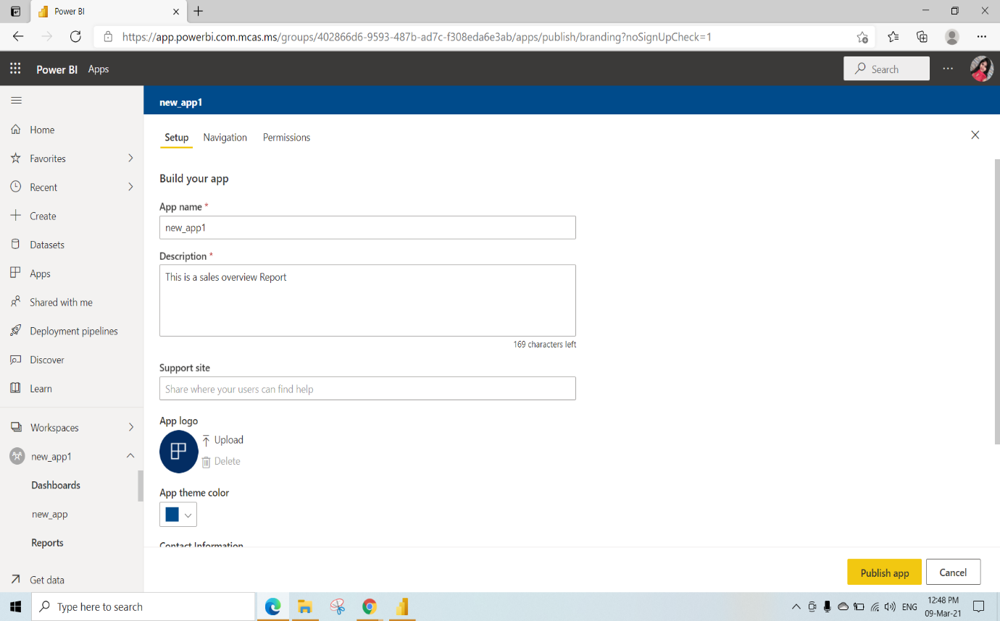 Power BI
https://app.powerbi.com.mcas.ms/groups/402866d6-9593-487b-ad7c-f308eda6e3ab/apps/publish/branding?noSignUpCheck=1
Power BI Apps
Search
new_app1
Home
Favorites
Recent
Create
Datasets
Apps
Shared with me
Deployment pipelines
Discover
Learn
Workspaces
new_app1
Dashboards
new_app
Reports
Get data
Setup Navigation Permissions
Build your app
App name *
new_app1
Description *
This is a sales overview Report
169 characters left
Support site
Share where your users can find help
App logo
Upload
Delete
App theme color
Contact Information
Publish app Cancel
Type here to search
ENG
12:48 PM
09-Mar-21